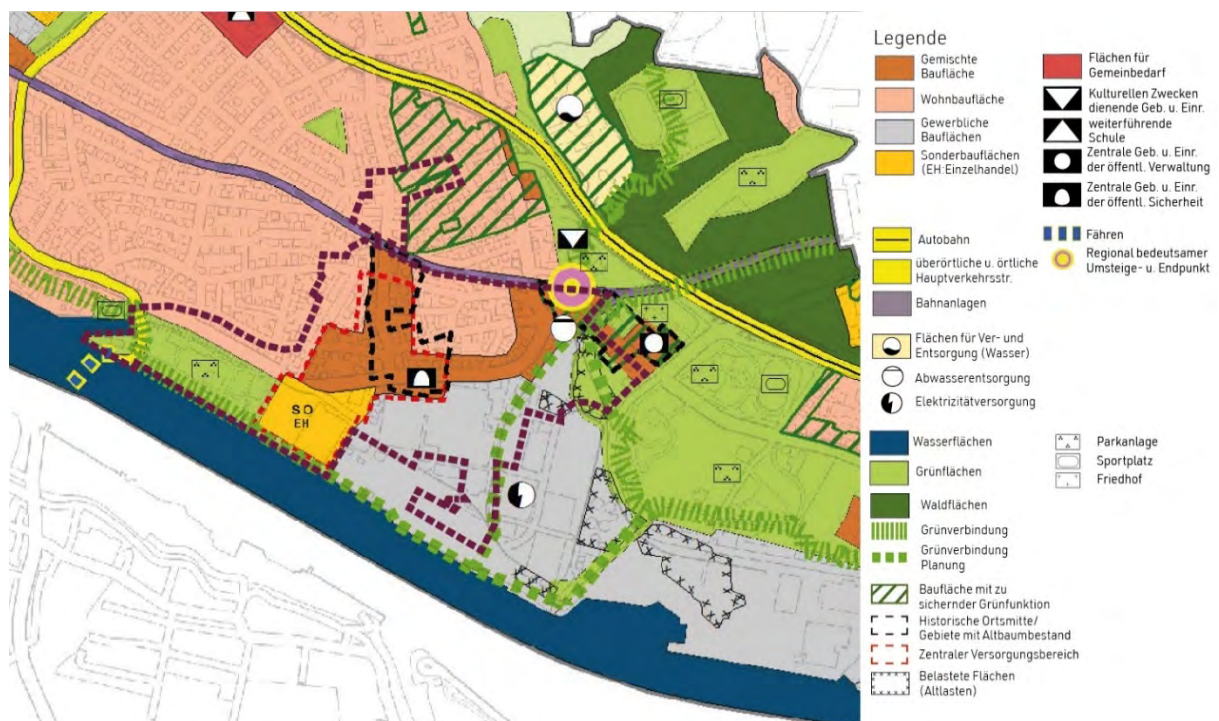 SO
EH
Legende
Gemischte
Baufläche
Wohnbaufläche
Gewerbliche
Bauflächen
Sonderbauflächen
(EH:Einzelhandel)
Autobahn
überörtliche u. örtliche
Hauptverkehrsstr.
Bahnanlagen
Flächen für Ver- und
Entsorgung (Wasser)
Abwasserentsorgung
Elektrizitätversorgung
Wasserflächen
Grünflächen
Waldflächen
Grünverbindung
Grünverbindung
Planung
Baufläche mit zu
sichernder Grünfunktion
Historische Ortsmitte/
Gebiete mit Altbaumbestand
Zentraler Versorgungsbereich
Belastete Flächen
(Altlasten)
Flächen für
Gemeinbedarf
Kulturellen Zwecken
dienende Geb. u. Einr.
weiterführende
Schule
Zentrale Geb. u. Einr.
der öffentl. Verwaltung
Zentrale Geb. u. Einr.
der öffentl. Sicherheit
Fähren
Regional bedeutsamer
Umsteige- u. Endpunkt
Parkanlage
Sportplatz
Friedhof